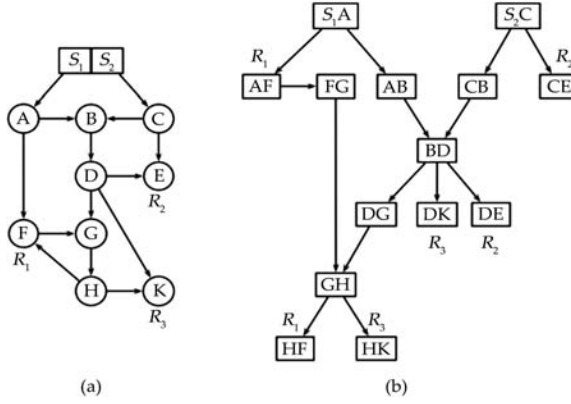 S₁ S₂
A B C
D E
R₂
F G
R₁
H K
R₃
(a)
S₁A S₂C
R₁ R₂
AF FG AB CB CE
BD
DG DK DE
R₃ R₂
GH
R₁ R₃
HF HK
(b)